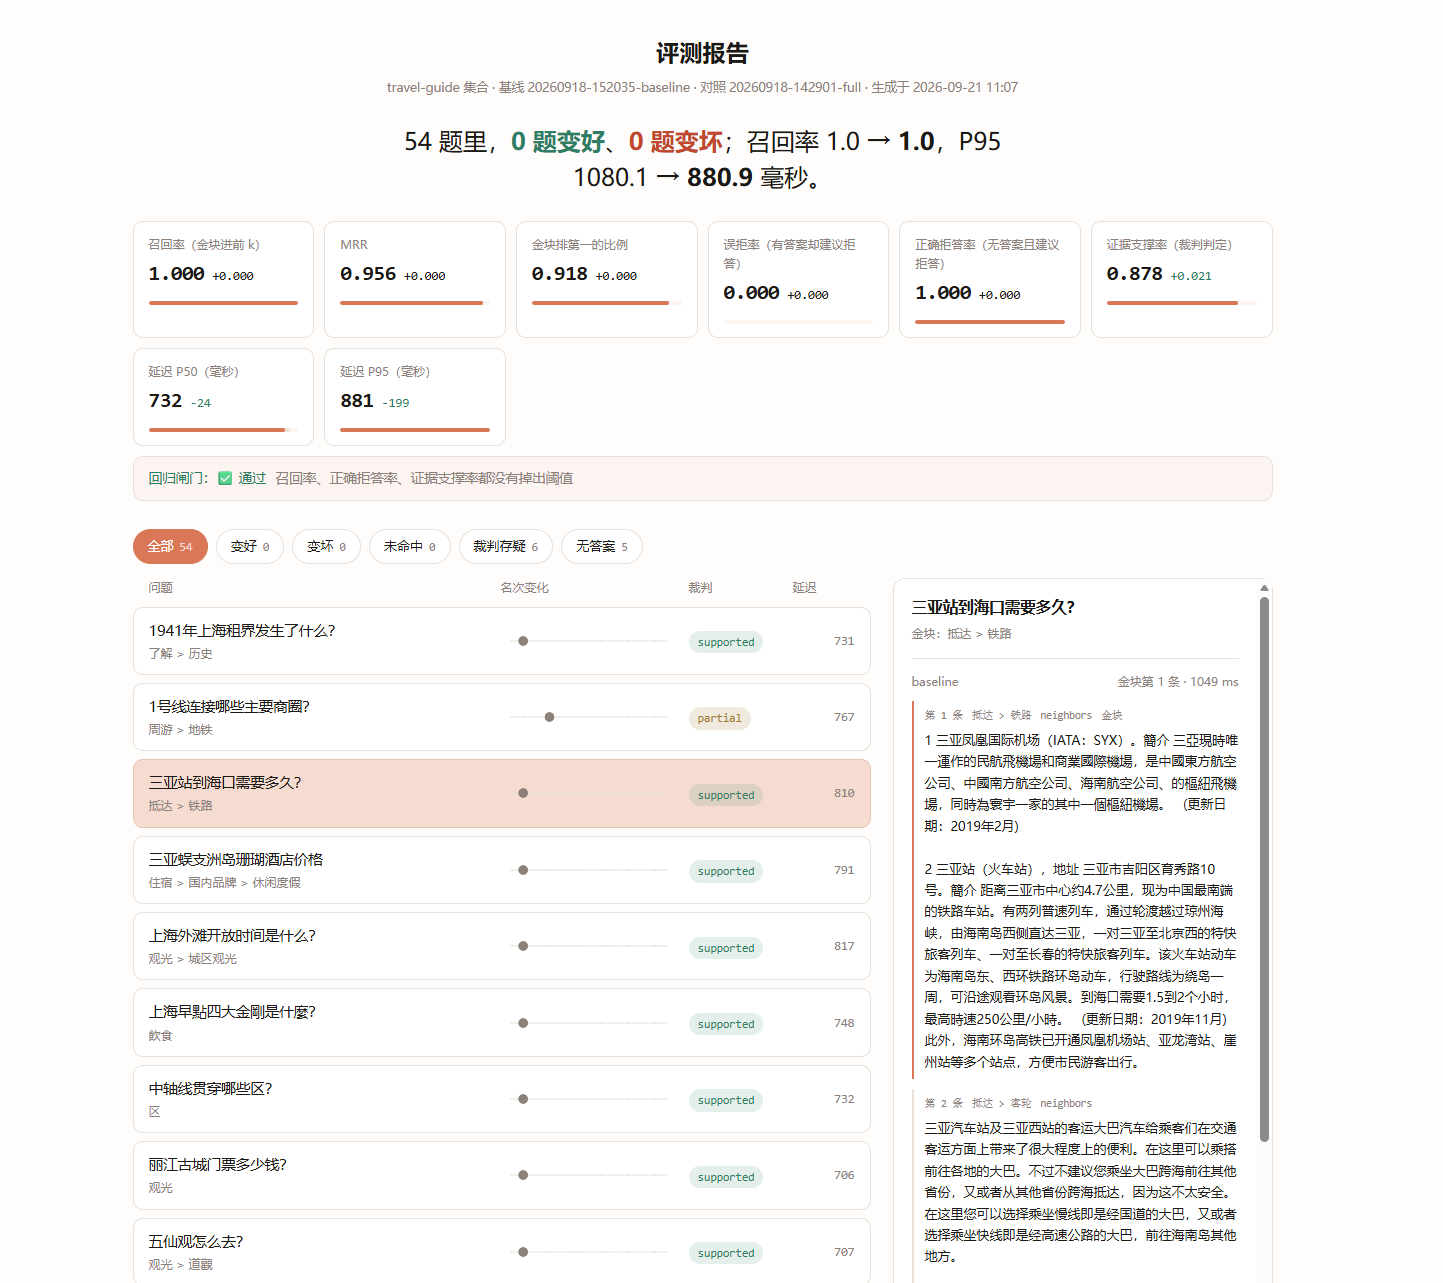 评测报告
travel-guide 集合 · 基线 20260918-152035-baseline · 对照 20260918-142901-full · 生成于 2026-09-21 11:07
54 题里，0 题变好、0 题变坏；召回率 1.0 → 1.0，P95
1080.1 → 880.9 毫秒。
召回率（金块进前 k）
1.000 +0.000
MRR
0.956 +0.000
金块排第一的比例
0.918 +0.000
误拒率（有答案却建议拒
答）
0.000 +0.000
正确拒答率（无答案且建议
拒答）
1.000 +0.000
证据支撑率（裁判判定）
0.878 +0.021
延迟 P50（毫秒）
732 -24
延迟 P95（毫秒）
881 -199
回归闸门：✅ 通过 召回率、正确拒答率、证据支撑率都没有掉出阈值
全部 54 变好 0 变坏 0 未命中 0 裁判存疑 6 无答案 5
问题 名次变化 裁判 延迟
1941年上海租界发生了什么？
了解 > 历史
supported 731
1号线连接哪些主要商圈？
周游 > 地铁
partial 767
三亚站到海口需要多久？
抵达 > 铁路
supported 810
三亚蜈支洲岛珊瑚酒店价格
住宿 > 国内品牌 > 休闲度假
supported 791
上海外滩开放时间是什么？
观光 > 城区观光
supported 817
上海早點四大金剛是什麼？
飲食
supported 748
中轴线贯穿哪些区？
区
supported 732
丽江古城门票多少钱？
观光
supported 706
五仙观怎么去？
观光 > 道觀
supported 707
三亚站到海口需要多久？
金块：抵达 > 铁路
baseline 金块第 1 条 · 1049 ms
第 1 条 抵达 > 铁路 neighbors 金块
1 三亚凤凰国际机场（IATA：SYX）。簡介 三亞現時唯
一運作的民航飛機場和商業國際機場，是中國東方航空
公司、中國南方航空公司、海南航空公司、的樞紐飛機
場，同時為寰宇一家的其中一個樞紐機場。 （更新日
期：2019年2月)
2 三亚站（火车站），地址 三亚市吉阳区育秀路10
号。簡介 距离三亚市中心约4.7公里，现为中国最南端
的铁路车站。有两列普速列车，通过轮渡越过琼州海
峡，由海南岛西侧直达三亚，一对三亚至北京西的特快
旅客列车、一对至长春的特快旅客列车。该火车站动车
为海南岛东、西环铁路环岛动车，行驶路线为绕岛一
周，可沿途观看环岛风景。到海口需要1.5到2个小时，
最高時速250公里/小時。 （更新日期：2019年11月)
此外，海南环岛高铁已开通凤凰机场站、亚龙湾站、崖
州站等多个站点，方便市民游客出行。
第 2 条 抵达 > 客轮 neighbors
三亚汽车站及三亚西站的客运大巴汽车给乘客们在交通
客运方面上带来了很大程度上的便利。在这里可以乘搭
前往各地的大巴。不过不建议您乘坐大巴跨海前往其他
省份，又或者从其他省份跨海抵达，因为这不太安全。
在这里您可以选择乘坐慢线即是经国道的大巴，又或者
选择乘坐快线即是经高速公路的大巴，前往海南岛其他
地方。